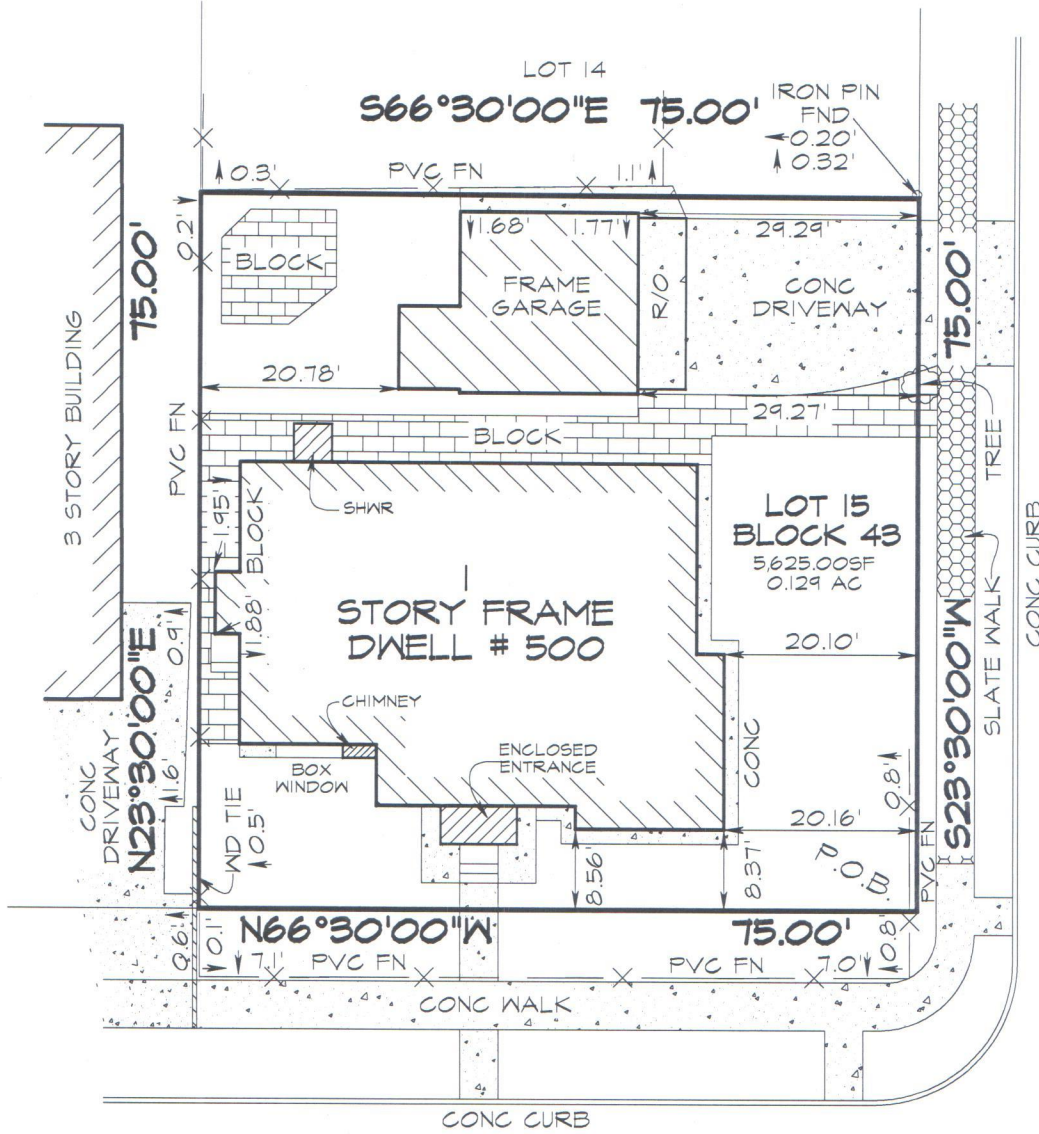 LOT 14
S66°30'00"E 75.00'
IRON PIN
FND
0.20'
0.32'
0.3'
PVC FN
1.1'
0.2'
75.00'
BLOCK
1.68'
1.77'
29.29'
FRAME
GARAGE
R/O
CONC
DRIVEWAY
75.00'
3 STORY BUILDING
20.78'
29.27'
PVC FN
BLOCK
TREE
SHWR
1.95'
BLOCK
LOT 15
BLOCK 43
5,625.00SF
0.129 AC
CONC CURB
1
STORY FRAME
DWELL # 500
1.88'
0.9'
20.10'
SLATE WALK
N23°30'00"E
S23°30'00"W
CHIMNEY
ENCLOSED
ENTRANCE
BOX
WINDOW
CONC
CONC
DRIVEWAY
1.6'
0.8'
WD TIE
0.5'
20.16'
P.O.B.
PVC FN
8.56'
8.37'
N66°30'00"W 75.00'
0.6'
0.1'
7.1'
PVC FN
PVC FN
7.0'
0.8'
CONC WALK
CONC CURB